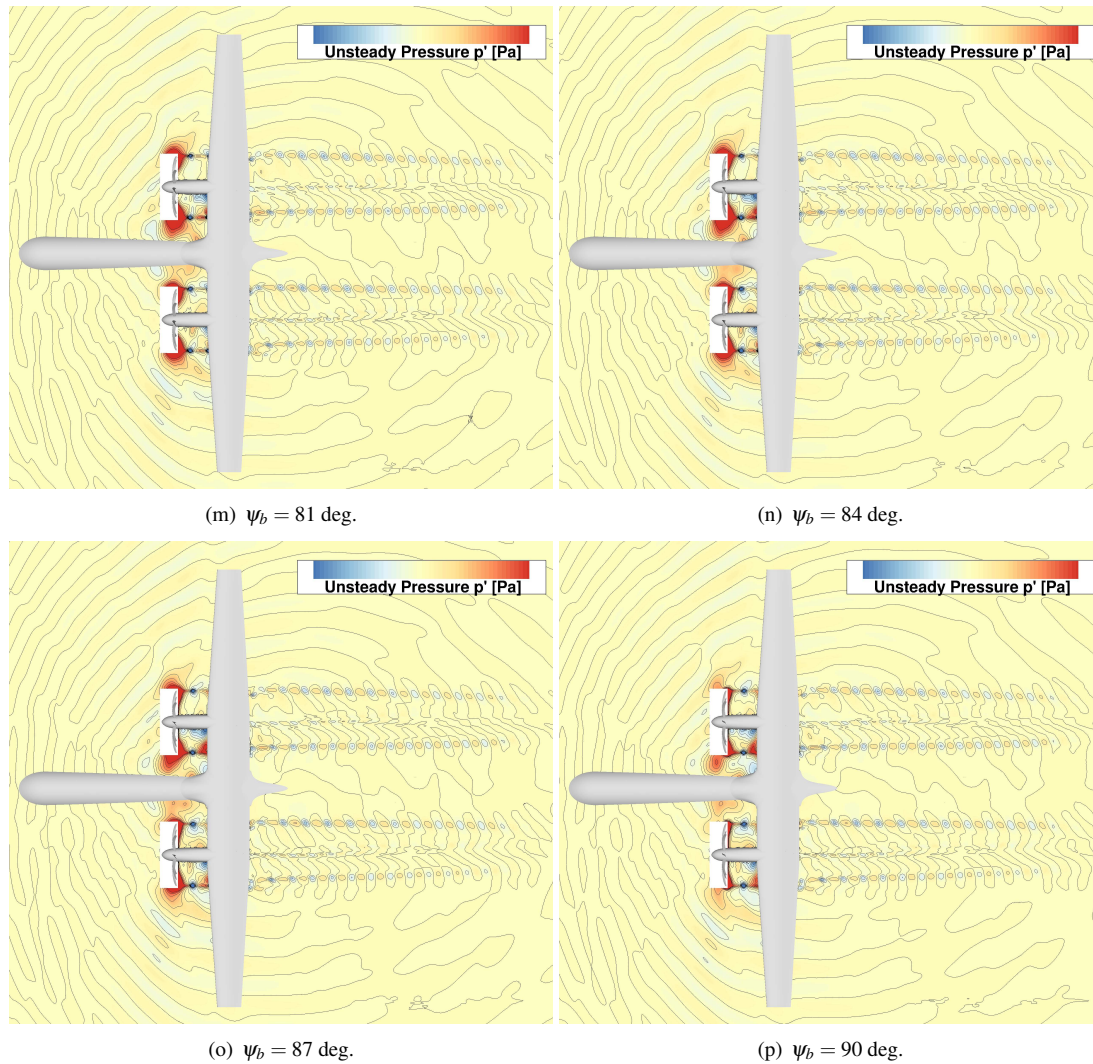 Unsteady Pressure p' [Pa]
Unsteady Pressure p' [Pa]
(m) ψ_b = 81 deg.
(n) ψ_b = 84 deg.
Unsteady Pressure p' [Pa]
Unsteady Pressure p' [Pa]
(o) ψ_b = 87 deg.
(p) ψ_b = 90 deg.